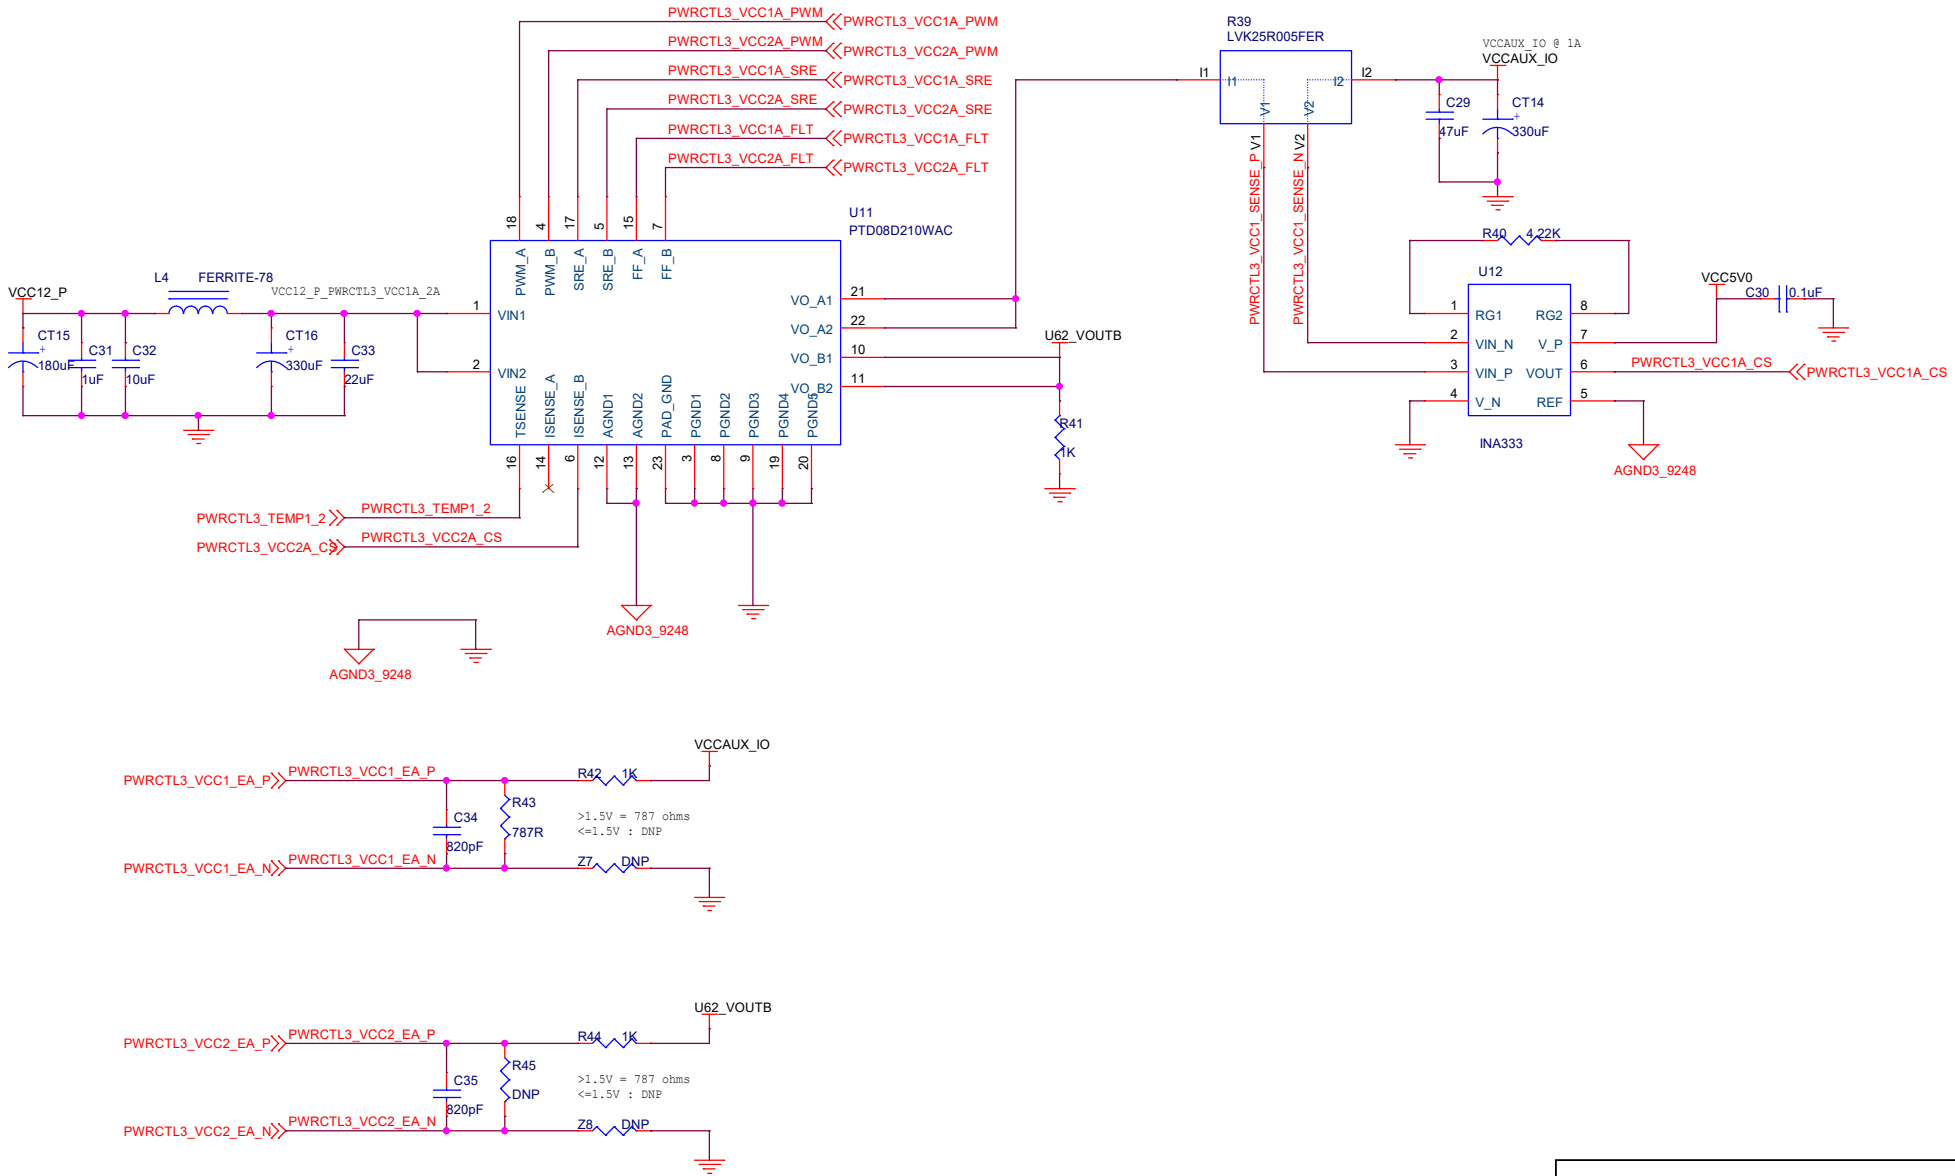 PWRCTL3_VCC1A_PWM
PWRCTL3_VCC1A_PWM
PWRCTL3_VCC2A_PWM
PWRCTL3_VCC2A_PWM
PWRCTL3_VCC1A_SRE
PWRCTL3_VCC1A_SRE
PWRCTL3_VCC2A_SRE
PWRCTL3_VCC2A_SRE
PWRCTL3_VCC1A_FLT
PWRCTL3_VCC1A_FLT
PWRCTL3_VCC2A_FLT
PWRCTL3_VCC2A_FLT
R39
LVK25R005FER
I1
I1
I2
I2
V1
V2
V1
V2
PWRCTL3_VCC1_SENSE_P
PWRCTL3_VCC1_SENSE_N
VCCAUX_IO @ 1A
VCCAUX_IO
C29
47uF
CT14
+
330uF
U11
PTD08D210WAC
18
4
17
5
15
7
PWM_A
PWM_B
SRE_A
SRE_B
FF_A
FF_B
1
VIN1
2
VIN2
VO_A1
21
VO_A2
22
VO_B1
10
VO_B2
11
TSENSE
ISENSE_A
ISENSE_B
AGND1
AGND2
PAD_GND
PGND1
PGND2
PGND3
PGND4
PGND5
16
14
6
12
13
23
3
8
9
19
20
VCC12_P
L4
FERRITE-78
VCC12_P_PWRCTL3_VCC1A_2A
CT15
+
180uF
C31
1uF
C32
10uF
CT16
+
330uF
C33
22uF
U62_VOUTB
R41
1K
R40
4.22K
U12
1
RG1
2
VIN_N
3
VIN_P
4
V_N
RG2
8
V_P
7
VOUT
6
REF
5
INA333
VCC5V0
C30
0.1uF
PWRCTL3_VCC1A_CS
PWRCTL3_VCC1A_CS
AGND3_9248
PWRCTL3_TEMP1_2
PWRCTL3_TEMP1_2
PWRCTL3_VCC2A_CS
PWRCTL3_VCC2A_CS
AGND3_9248
AGND3_9248
VCCAUX_IO
PWRCTL3_VCC1_EA_P
PWRCTL3_VCC1_EA_P
R42
1K
C34
820pF
R43
787R
>1.5V = 787 ohms
<=1.5V : DNP
PWRCTL3_VCC1_EA_N
PWRCTL3_VCC1_EA_N
Z7
DNP
U62_VOUTB
PWRCTL3_VCC2_EA_P
PWRCTL3_VCC2_EA_P
R44
1K
C35
820pF
R45
DNP
>1.5V = 787 ohms
<=1.5V : DNP
PWRCTL3_VCC2_EA_N
PWRCTL3_VCC2_EA_N
Z8
DNP